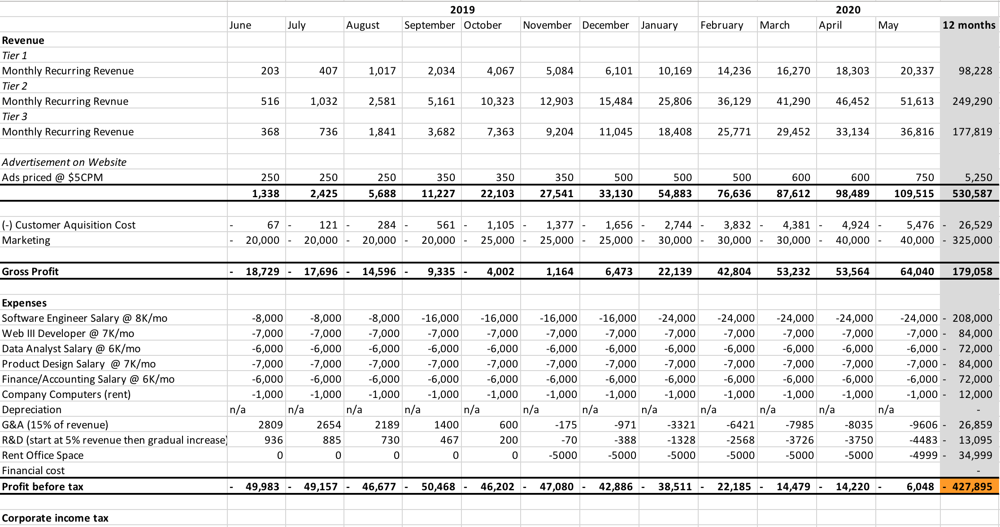 2019 2020
June July August September October November December January February March April May 12 months
Revenue
Tier 1
Monthly Recurring Revenue 203 407 1,017 2,034 4,067 5,084 6,101 10,169 14,236 16,270 18,303 20,337 98,228
Tier 2
Monthly Recurring Revnue 516 1,032 2,581 5,161 10,323 12,903 15,484 25,806 36,129 41,290 46,452 51,613 249,290
Tier 3
Monthly Recurring Revenue 368 736 1,841 3,682 7,363 9,204 11,045 18,408 25,771 29,452 33,134 36,816 177,819
Advertisement on Website
Ads priced @ $5CPM 250 250 250 350 350 350 500 500 500 600 600 750 5,250
1,338 2,425 5,688 11,227 22,103 27,541 33,130 54,883 76,636 87,612 98,489 109,515 530,587
(-) Customer Aquisition Cost - 67 - 121 - 284 - 561 - 1,105 - 1,377 - 1,656 - 2,744 - 3,832 - 4,381 - 4,924 - 5,476 - 26,529
Marketing - 20,000 - 20,000 - 20,000 - 20,000 - 25,000 - 25,000 - 25,000 - 30,000 - 30,000 - 30,000 - 40,000 - 40,000 - 325,000
Gross Profit - 18,729 - 17,696 - 14,596 - 9,335 - 4,002 1,164 6,473 22,139 42,804 53,232 53,564 64,040 179,058
Expenses
Software Engineer Salary @ 8K/mo -8,000 -8,000 -8,000 -16,000 -16,000 -16,000 -16,000 -24,000 -24,000 -24,000 -24,000 -24,000 - 208,000
Web III Developer @ 7K/mo -7,000 -7,000 -7,000 -7,000 -7,000 -7,000 -7,000 -7,000 -7,000 -7,000 -7,000 -7,000 - 84,000
Data Analyst Salary @ 6K/mo -6,000 -6,000 -6,000 -6,000 -6,000 -6,000 -6,000 -6,000 -6,000 -6,000 -6,000 -6,000 - 72,000
Product Design Salary @ 7K/mo -7,000 -7,000 -7,000 -7,000 -7,000 -7,000 -7,000 -7,000 -7,000 -7,000 -7,000 -7,000 - 84,000
Finance/Accounting Salary @ 6K/mo -6,000 -6,000 -6,000 -6,000 -6,000 -6,000 -6,000 -6,000 -6,000 -6,000 -6,000 -6,000 - 72,000
Company Computers (rent) -1,000 -1,000 -1,000 -1,000 -1,000 -1,000 -1,000 -1,000 -1,000 -1,000 -1,000 -1,000 - 12,000
Depreciation n/a n/a n/a n/a n/a n/a n/a n/a n/a n/a n/a n/a -
G&A (15% of revenue) 2809 2654 2189 1400 600 -175 -971 -3321 -6421 -7985 -8035 -9606 - 26,859
R&D (start at 5% revenue then gradual increase) 936 885 730 467 200 -70 -388 -1328 -2568 -3726 -3750 -4483 - 13,095
Rent Office Space 0 0 0 0 0 -5000 -5000 -5000 -5000 -5000 -5000 -4999 - 34,999
Financial cost -
Profit before tax - 49,983 - 49,157 - 46,677 - 50,468 - 46,202 - 47,080 - 42,886 - 38,511 - 22,185 - 14,479 - 14,220 - 6,048 - 427,895
Corporate income tax